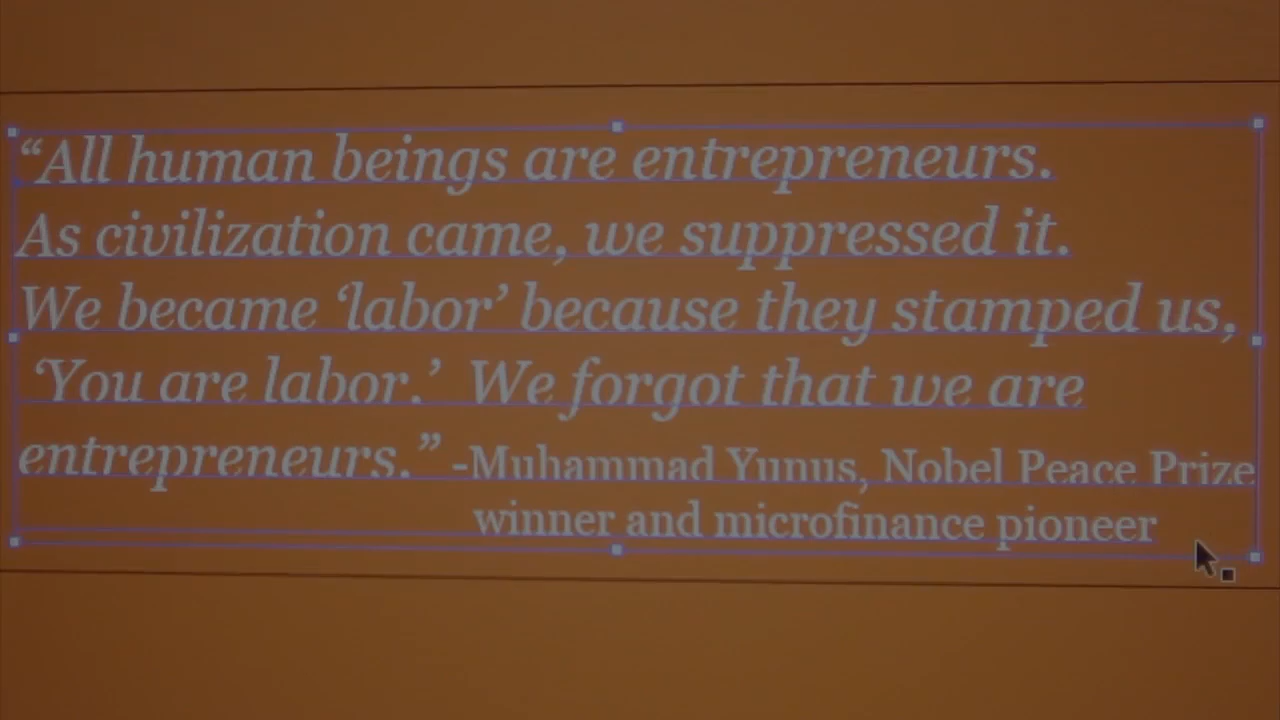 “All human beings are entrepreneurs.
As civilization came, we suppressed it.
We became ‘labor’ because they stamped us,
‘You are labor.’ We forgot that we are
entrepreneurs.” -Muhammad Yunus, Nobel Peace Prize
winner and microfinance pioneer